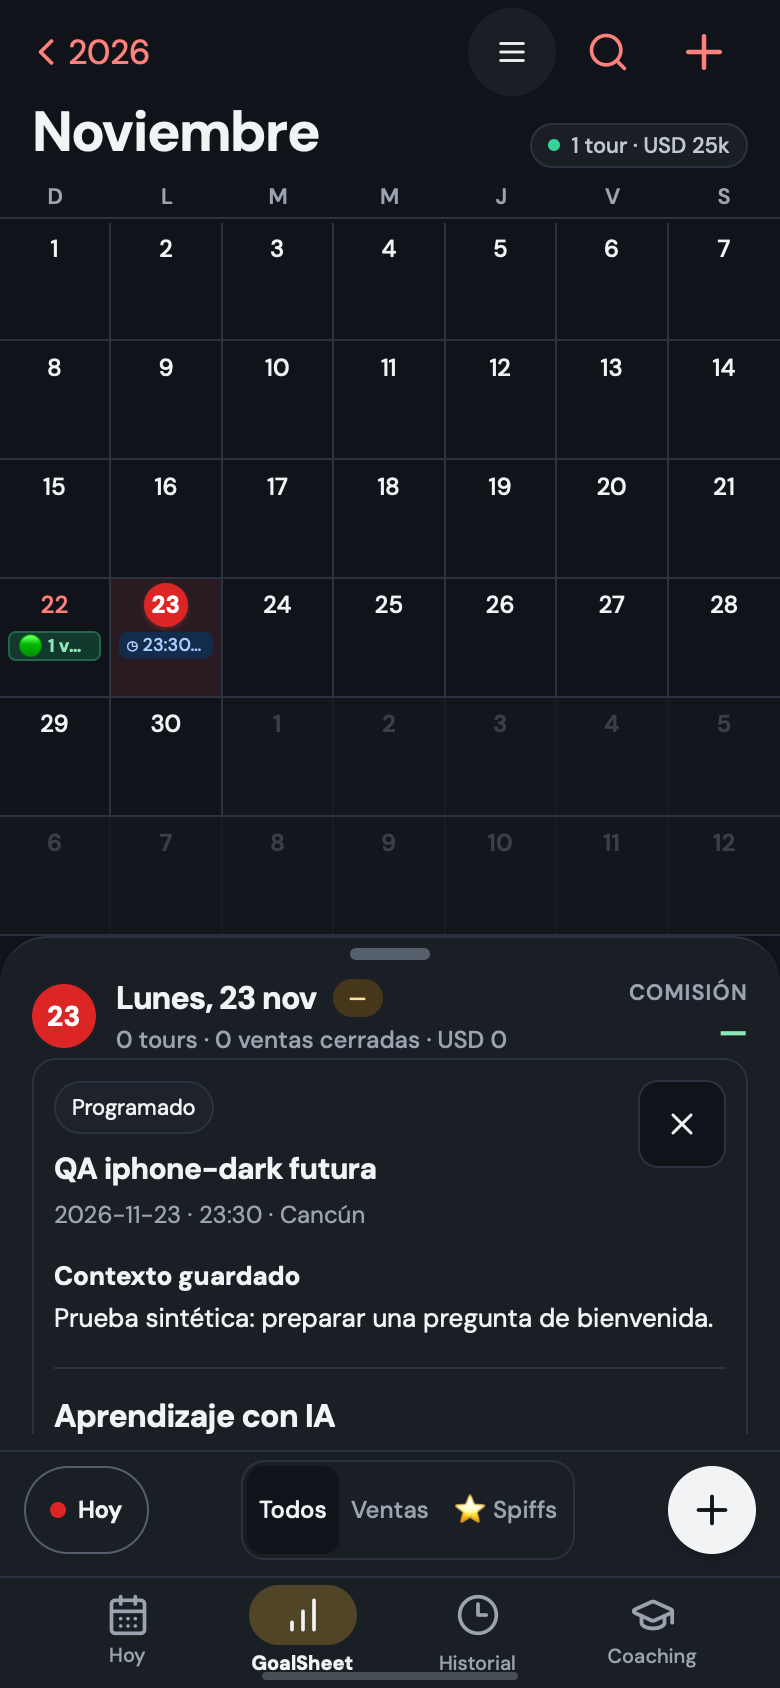 2026
Noviembre
1 tour · USD 25k
D L M M J V S
1 2 3 4 5 6 7
8 9 10 11 12 13 14
15 16 17 18 19 20 21
22 23 24 25 26 27 28
1 v... 23:30...
29 30 1 2 3 4 5
6 7 8 9 10 11 12
23
Lunes, 23 nov –
COMISIÓN
0 tours · 0 ventas cerradas · USD 0
—
Programado
QA iphone-dark futura
2026-11-23 · 23:30 · Cancún
Contexto guardado
Prueba sintética: preparar una pregunta de bienvenida.
Aprendizaje con IA
Hoy
Todos Ventas ⭐ Spiffs
Hoy GoalSheet Historial Coaching